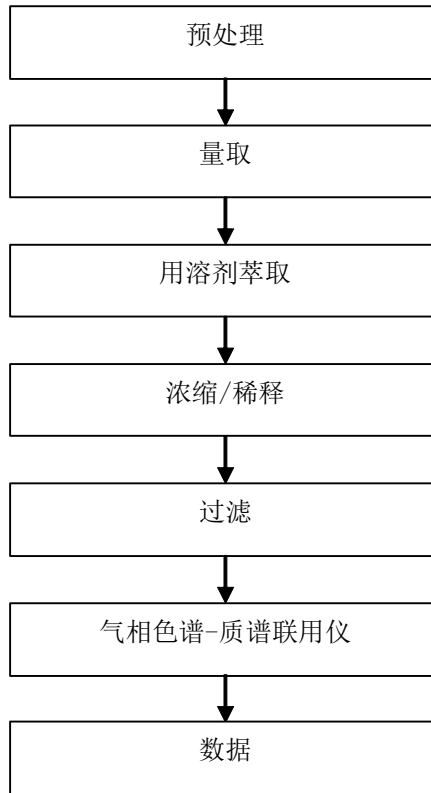 预处理
量取
用溶剂萃取
浓缩/稀释
过滤
气相色谱-质谱联用仪
数据